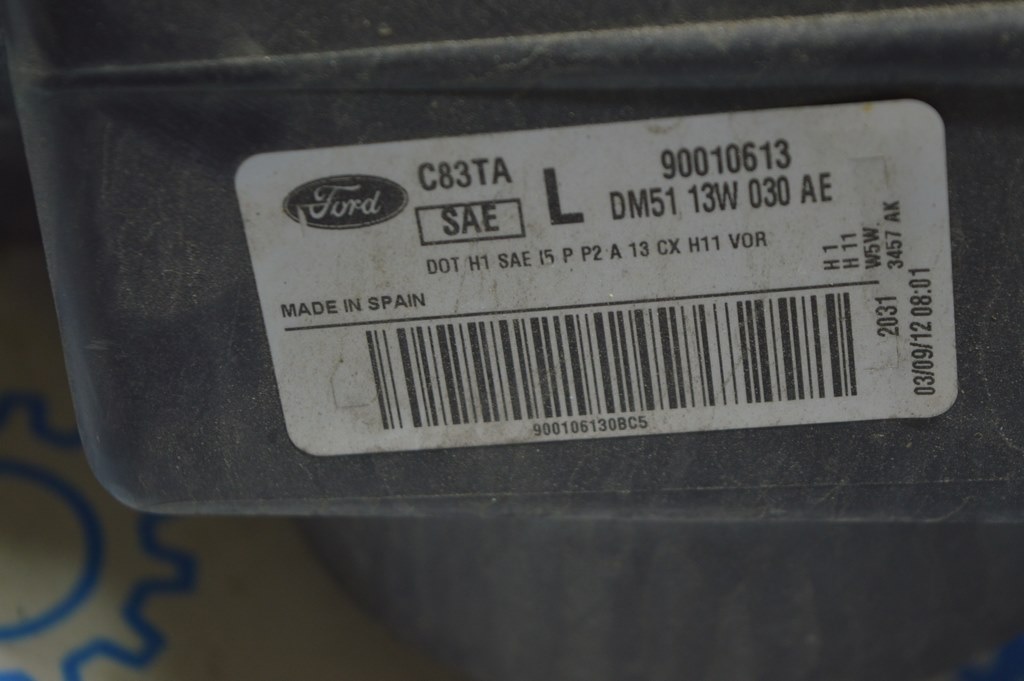 Ford
C83TA
SAE
L
90010613
DM51 13W 030 AE
DOT H1 SAE I5 P P2 A 13 CX H11 VOR
MADE IN SPAIN
900106130BC5
H1
H11
W5W
3457 AK
2031
03/09/12 08:01